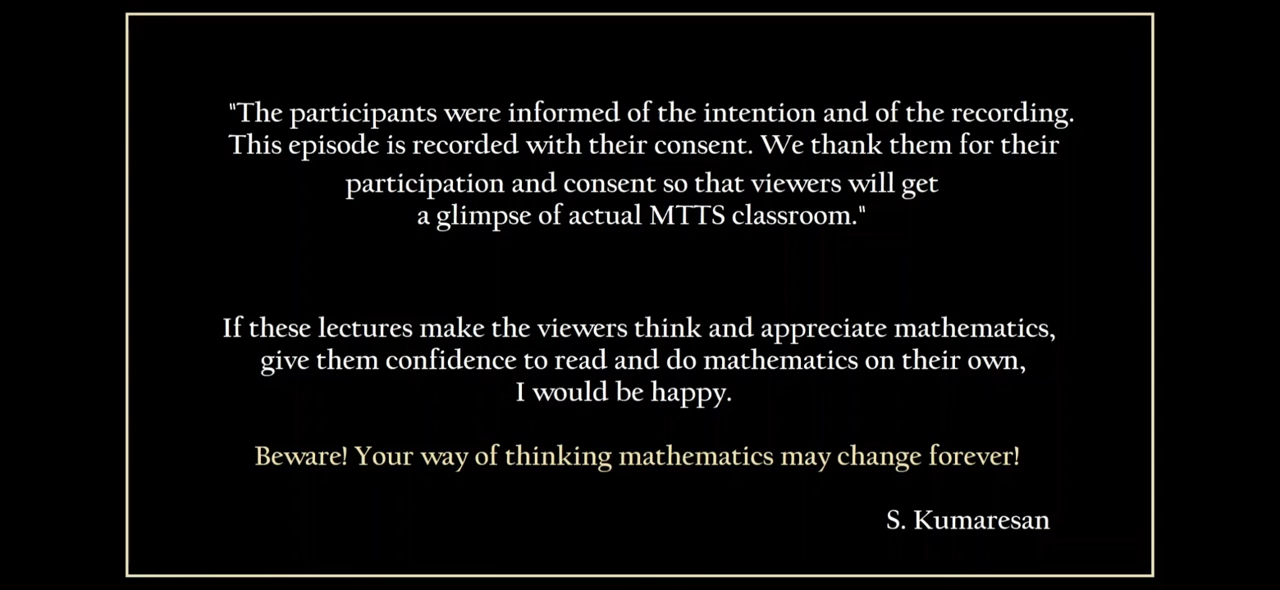 "The participants were informed of the intention and of the recording.
This episode is recorded with their consent. We thank them for their
participation and consent so that viewers will get
a glimpse of actual MTTS classroom."
If these lectures make the viewers think and appreciate mathematics,
give them confidence to read and do mathematics on their own,
I would be happy.
Beware! Your way of thinking mathematics may change forever!
S. Kumaresan